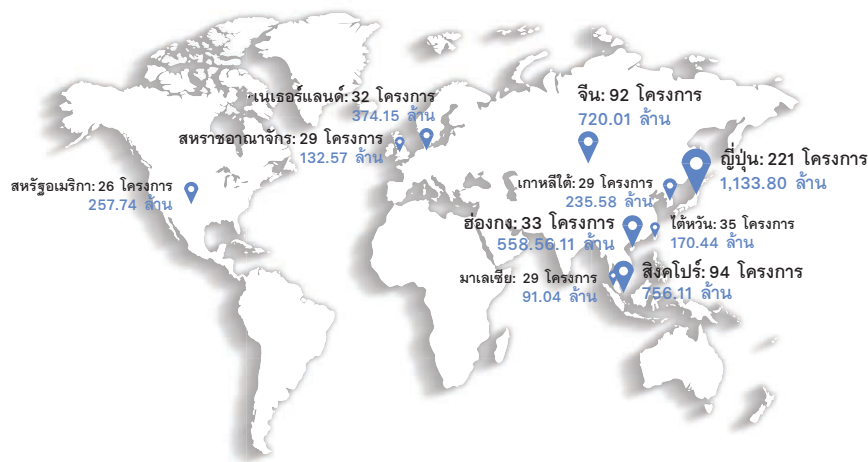 เนเธอร์แลนด์: 32 โครงการ
374.15 ล้าน
สหราชอาณาจักร: 29 โครงการ
132.57 ล้าน
สหรัฐอเมริกา: 26 โครงการ
257.74 ล้าน
จีน: 92 โครงการ
720.01 ล้าน
ญี่ปุ่น: 221 โครงการ
1,133.80 ล้าน
เกาหลีใต้: 29 โครงการ
235.58 ล้าน
ฮ่องกง: 33 โครงการ
558.56.11 ล้าน
ไต้หวัน: 35 โครงการ
170.44 ล้าน
มาเลเซีย: 29 โครงการ
91.04 ล้าน
สิงคโปร์: 94 โครงการ
756.11 ล้าน